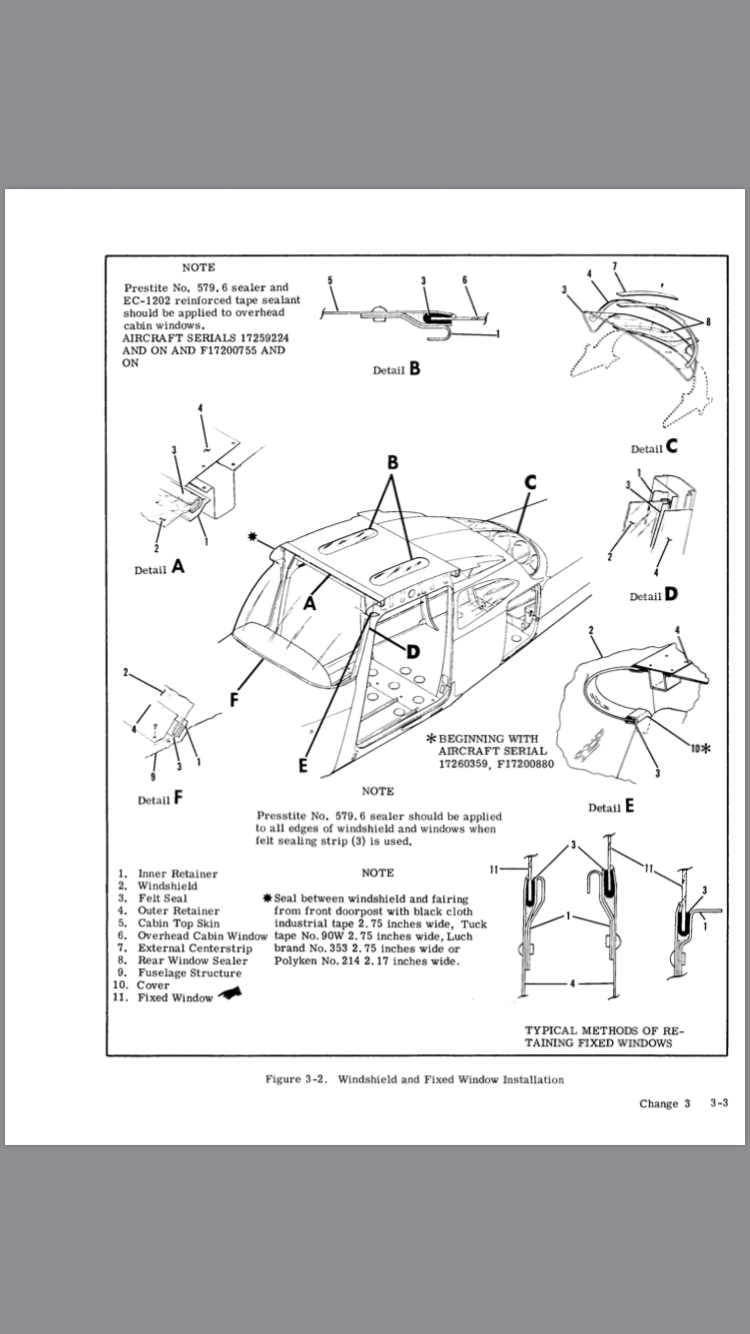 NOTE
Prestite No. 579.6 sealer and
EC-1202 reinforced tape sealant
should be applied to overhead
cabin windows.
AIRCRAFT SERIALS 17259224
AND ON AND F17200755 AND
ON
5
3
6
1
Detail B
7
4
3
8
Detail C
4
3
2
1
Detail A
B
C
*
A
D
F
E
1
3
2
4
Detail D
2
4
3
1
9
Detail F
2
4
10*
3
Detail E
* BEGINNING WITH
AIRCRAFT SERIAL
17260359, F17200880
NOTE
Presstite No. 579.6 sealer should be applied
to all edges of windshield and windows when
felt sealing strip (3) is used.
1. Inner Retainer
2. Windshield
3. Felt Seal
4. Outer Retainer
5. Cabin Top Skin
6. Overhead Cabin Window
7. External Centerstrip
8. Rear Window Sealer
9. Fuselage Structure
10. Cover
11. Fixed Window
NOTE
* Seal between windshield and fairing
from front doorpost with black cloth
industrial tape 2.75 inches wide, Tuck
tape No. 90W 2.75 inches wide, Luch
brand No. 353 2.75 inches wide or
Polyken No. 214 2.17 inches wide.
3
11
11
3
1
1
4
TYPICAL METHODS OF RE-
TAINING FIXED WINDOWS
Figure 3-2. Windshield and Fixed Window Installation
Change 3 3-3